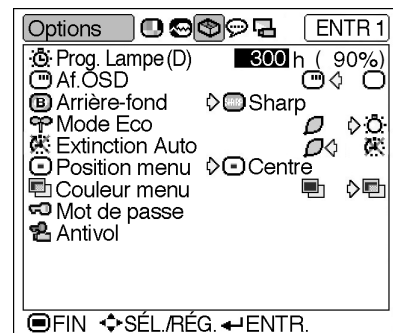 Options ENTR 1
Prog. Lampe (D) 300 h ( 90%)
Af.OSD
B Arrière-fond SHARP Sharp
Mode Eco
Extinction Auto
Position menu Centre
Couleur menu
Mot de passe
Antivol
FIN SÉL./RÉG. ENTR.